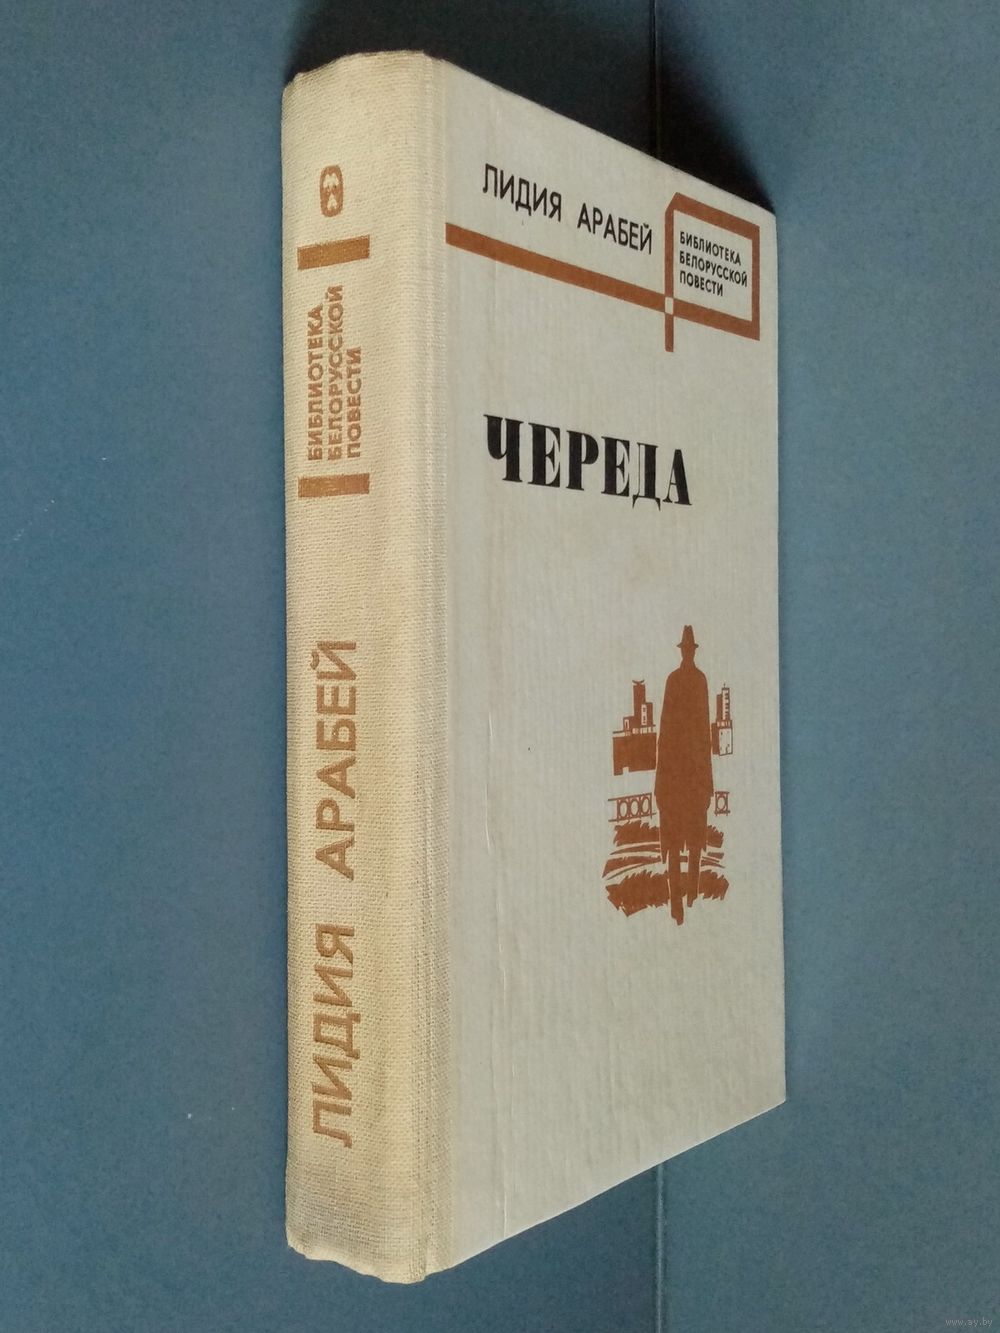 БИБЛИОТЕКА
БЕЛОРУССКОЙ
ПОВЕСТИ
ЛИДИЯ АРАБЕЙ
ЛИДИЯ АРАБЕЙ
БИБЛИОТЕКА
БЕЛОРУССКОЙ
ПОВЕСТИ
ЧЕРЕДА
www.ay.by